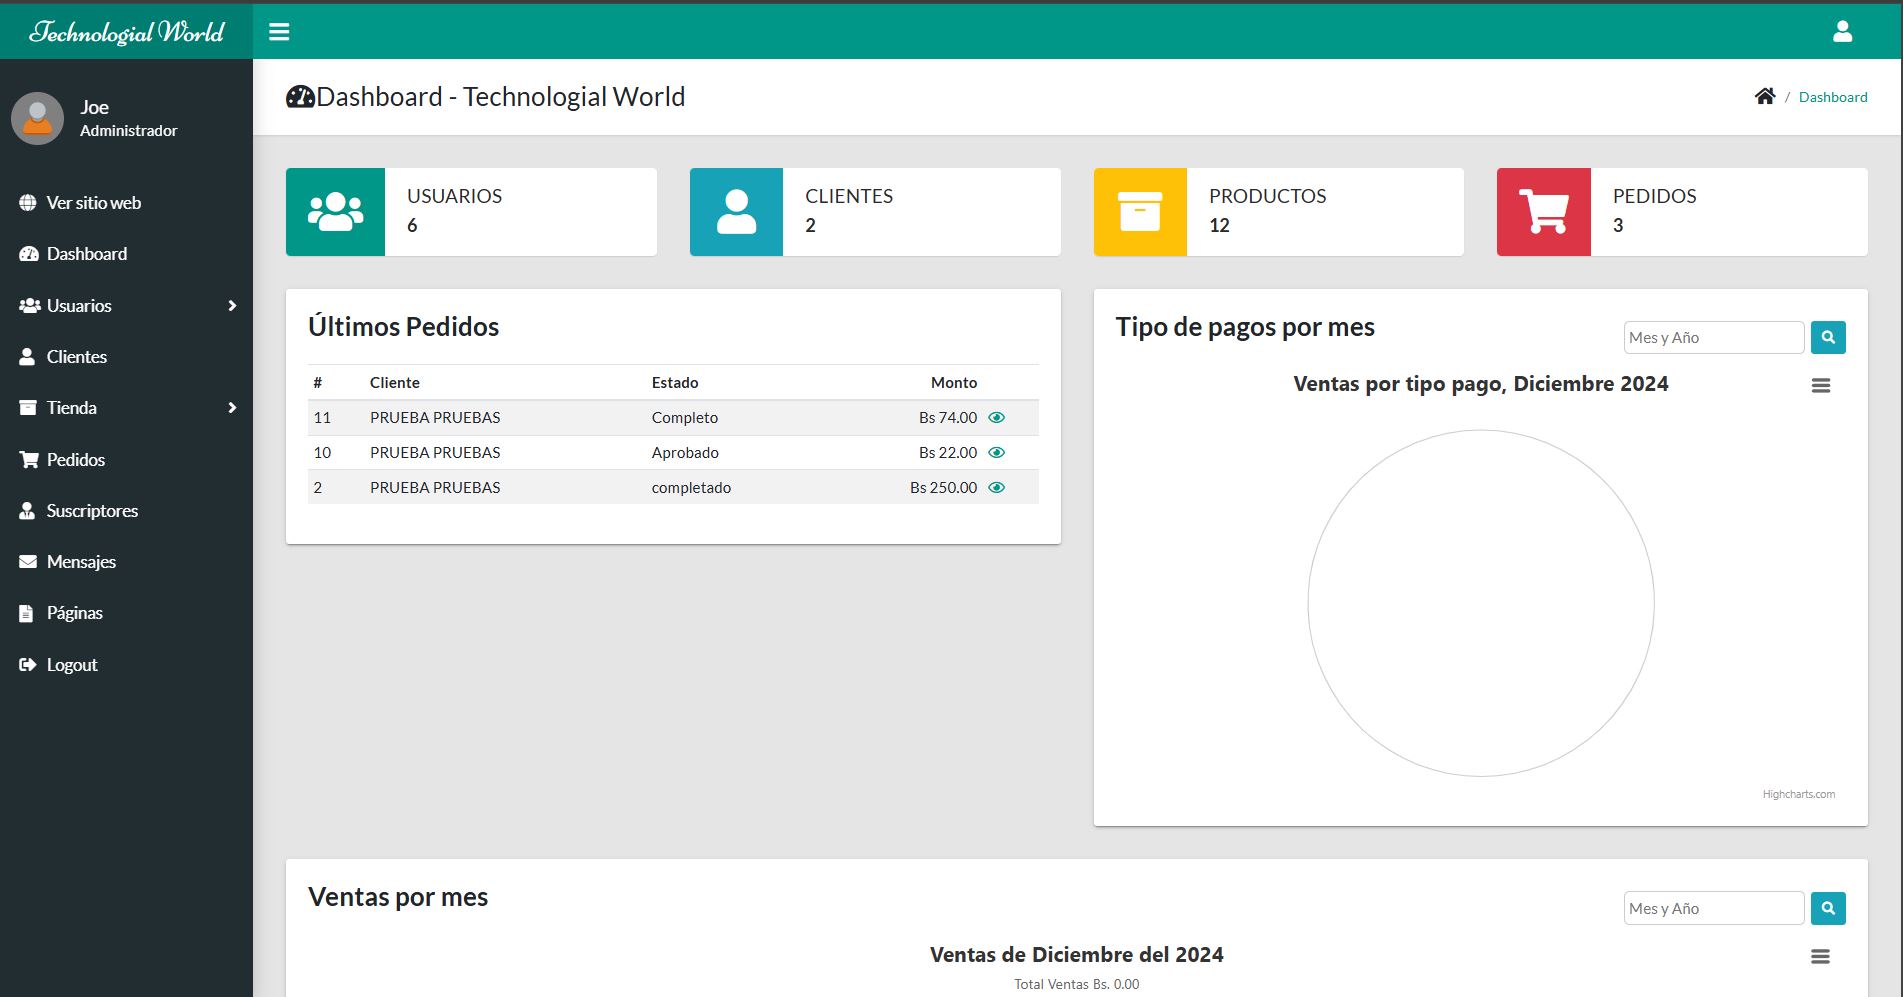 Technologial World
Joe
Administrador
Ver sitio web
Dashboard
Usuarios
Clientes
Tienda
Pedidos
Suscriptores
Mensajes
Páginas
Logout
Dashboard - Technologial World
/ Dashboard
USUARIOS
6
CLIENTES
2
PRODUCTOS
12
PEDIDOS
3
Últimos Pedidos
# Cliente Estado Monto
11 PRUEBA PRUEBAS Completo Bs 74.00
10 PRUEBA PRUEBAS Aprobado Bs 22.00
2 PRUEBA PRUEBAS completado Bs 250.00
Tipo de pagos por mes
Mes y Año
Ventas por tipo pago, Diciembre 2024
Highcharts.com
Ventas por mes
Mes y Año
Ventas de Diciembre del 2024
Total Ventas Bs. 0.00